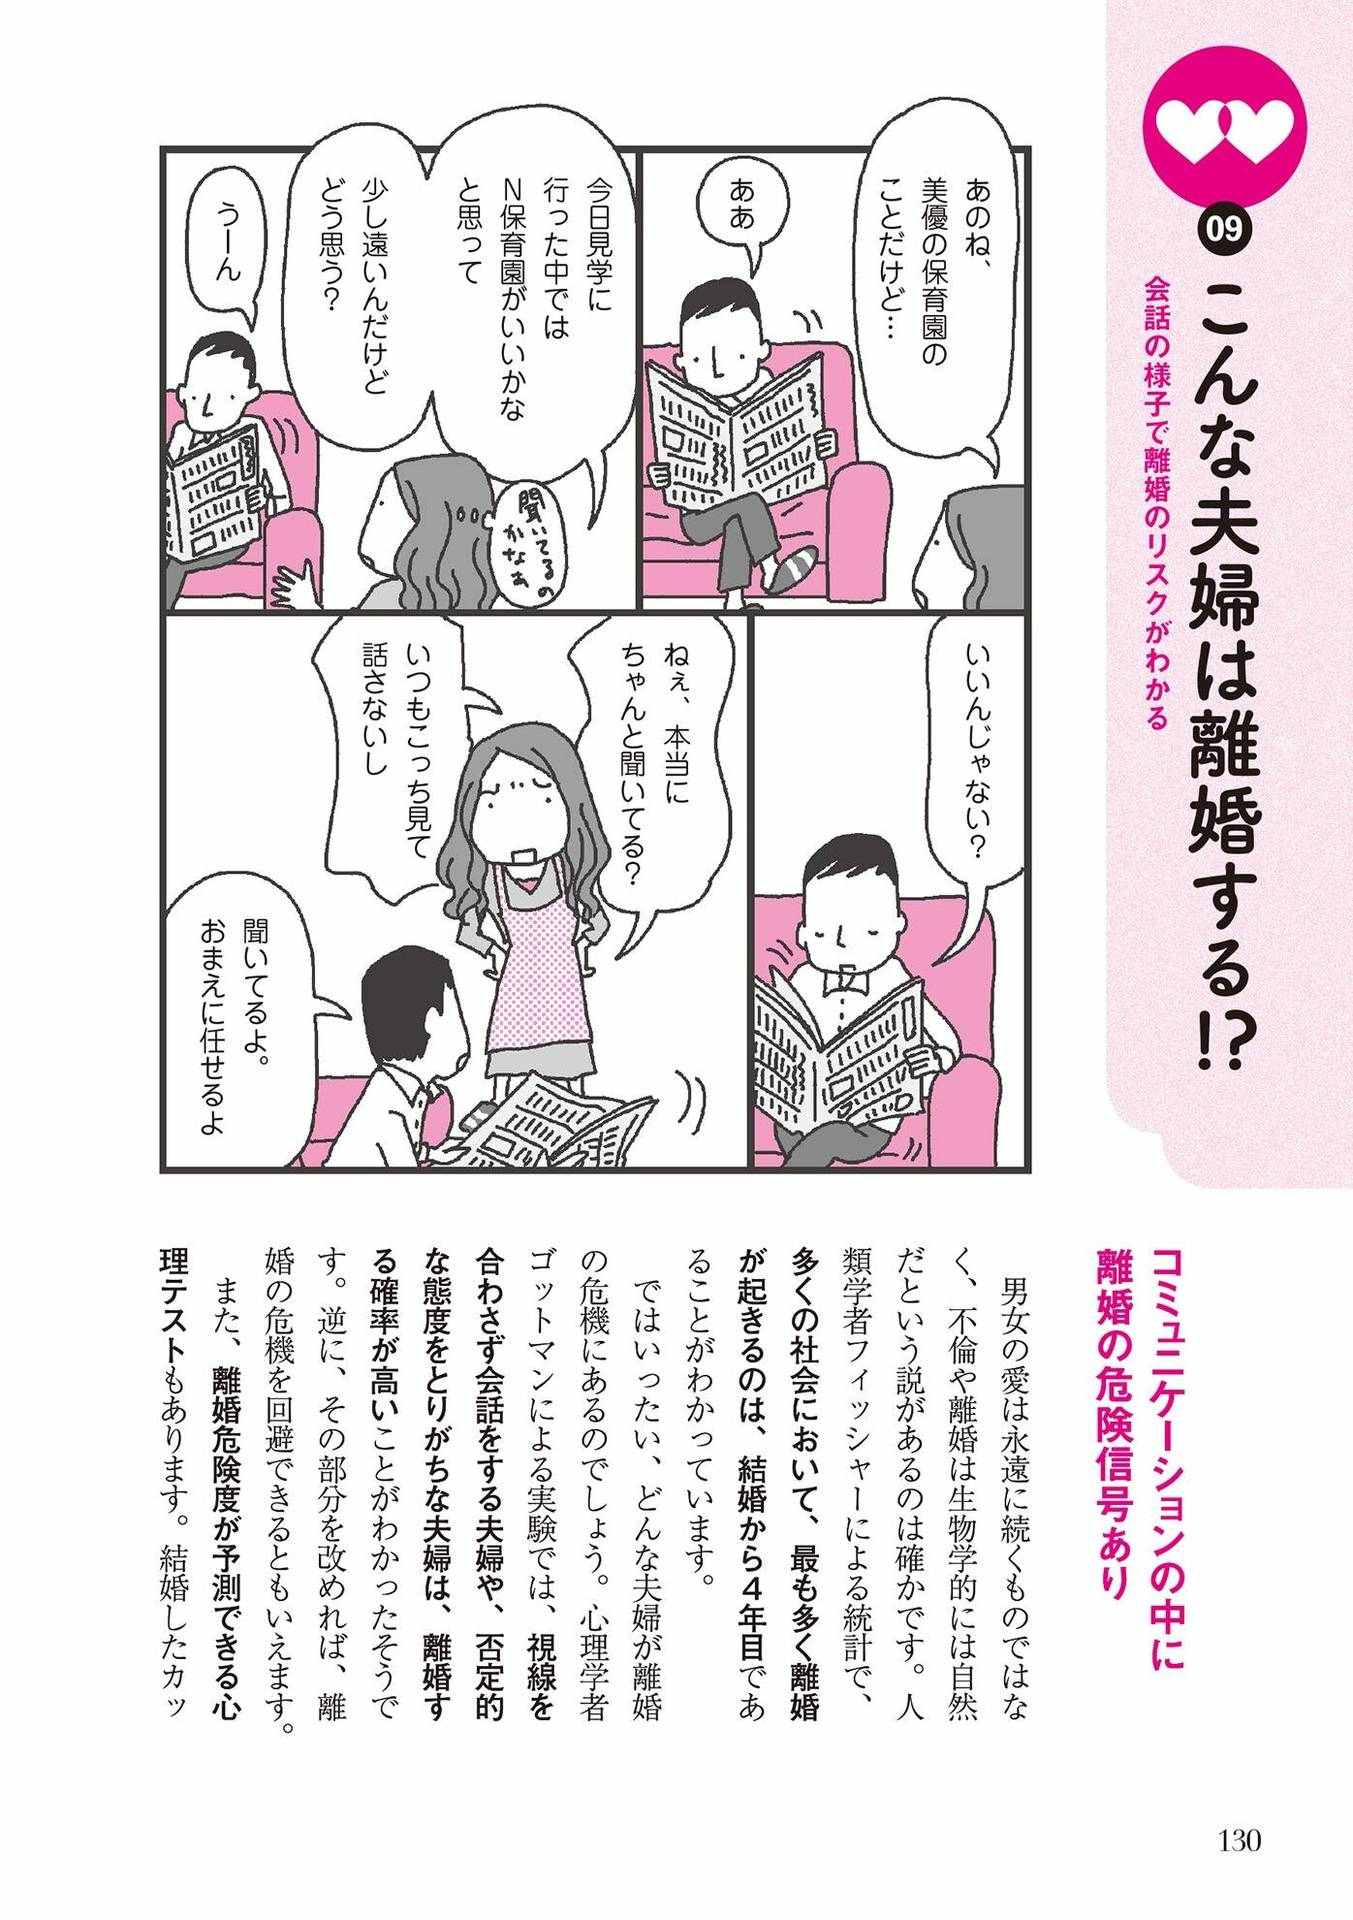 09
こんな夫婦は離婚する!?
会話の様子で離婚のリスクがわかる
あのね、
美優の保育園の
ことだけど…
ああ
今日見学に
行った中では
N保育園がいいかな
と思って
少し遠いんだけど
どう思う?
聞いてるの
かなぁ
うーん
いいんじゃない?
ねぇ、本当に
ちゃんと聞いてる?
いつもこっち見て
話さないし
聞いてるよ。
おまえに任せるよ
コミュニケーションの中に
離婚の危険信号あり
男女の愛は永遠に続くものではな
く、不倫や離婚は生物学的には自然
だという説があるのは確かです。人
類学者フィッシャーによる統計で、
多くの社会において、最も多く離婚
が起きるのは、結婚から4年目であ
ることがわかっています。
ではいったい、どんな夫婦が離婚
の危機にあるのでしょう。心理学者
ゴットマンによる実験では、視線を
合わさず会話をする夫婦や、否定的
な態度をとりがちな夫婦は、離婚す
る確率が高いことがわかったそうで
す。逆に、その部分を改めれば、離
婚の危機を回避できるともいえます。
また、離婚危険度が予測できる心
理テストもあります。結婚したカッ
130